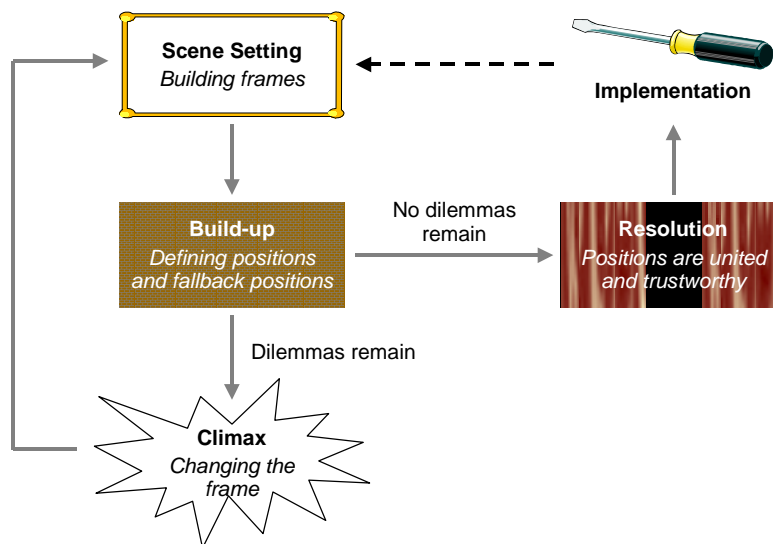 Scene Setting
Building frames
Implementation
Build-up
Defining positions
and fallback positions
No dilemmas
remain
Resolution
Positions are united
and trustworthy
Dilemmas remain
Climax
Changing the
frame